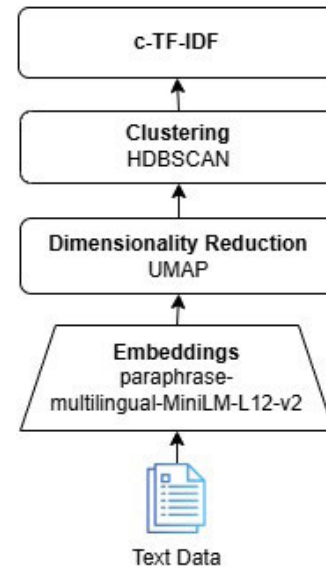 c-TF-IDF
Clustering
HDBSCAN
Dimensionality Reduction
UMAP
Embeddings
paraphrase-
multilingual-MiniLM-L12-v2
Text Data